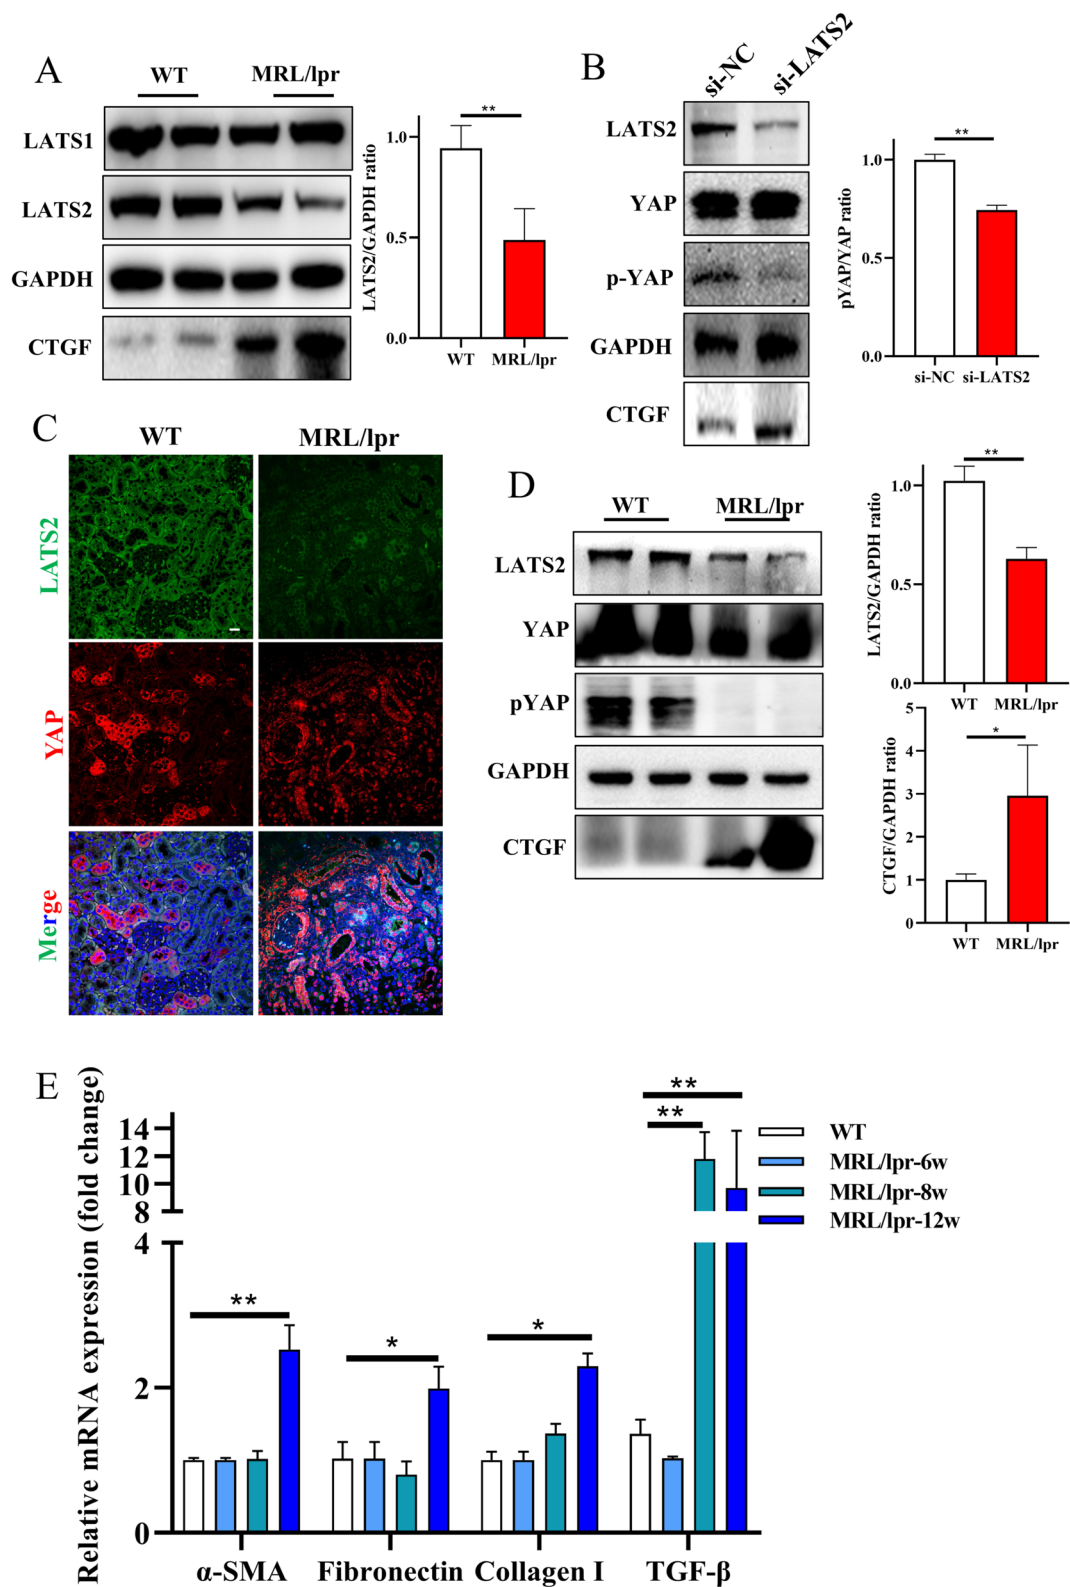 A
WT MRL/lpr
LATS1
LATS2
GAPDH
CTGF
LATS2/GAPDH ratio
**
1.0
0.5
0.0
WT MRL/lpr
B
si-NC si-LATS2
LATS2
YAP
p-YAP
GAPDH
CTGF
pYAP/YAP ratio
**
1.0
0.5
0.0
si-NC si-LATS2
C
WT MRL/lpr
LATS2
YAP
Merge
D
WT MRL/lpr
LATS2
YAP
pYAP
GAPDH
CTGF
LATS2/GAPDH ratio
**
1.0
0.5
0.0
WT MRL/lpr
CTGF/GAPDH ratio
*
5
4
3
2
1
0
WT MRL/lpr
E
Relative mRNA expression (fold change)
14
12
10
8
4
2
0
**
*
*
**
**
WT
MRL/lpr-6w
MRL/lpr-8w
MRL/lpr-12w
α-SMA Fibronectin Collagen I TGF-β